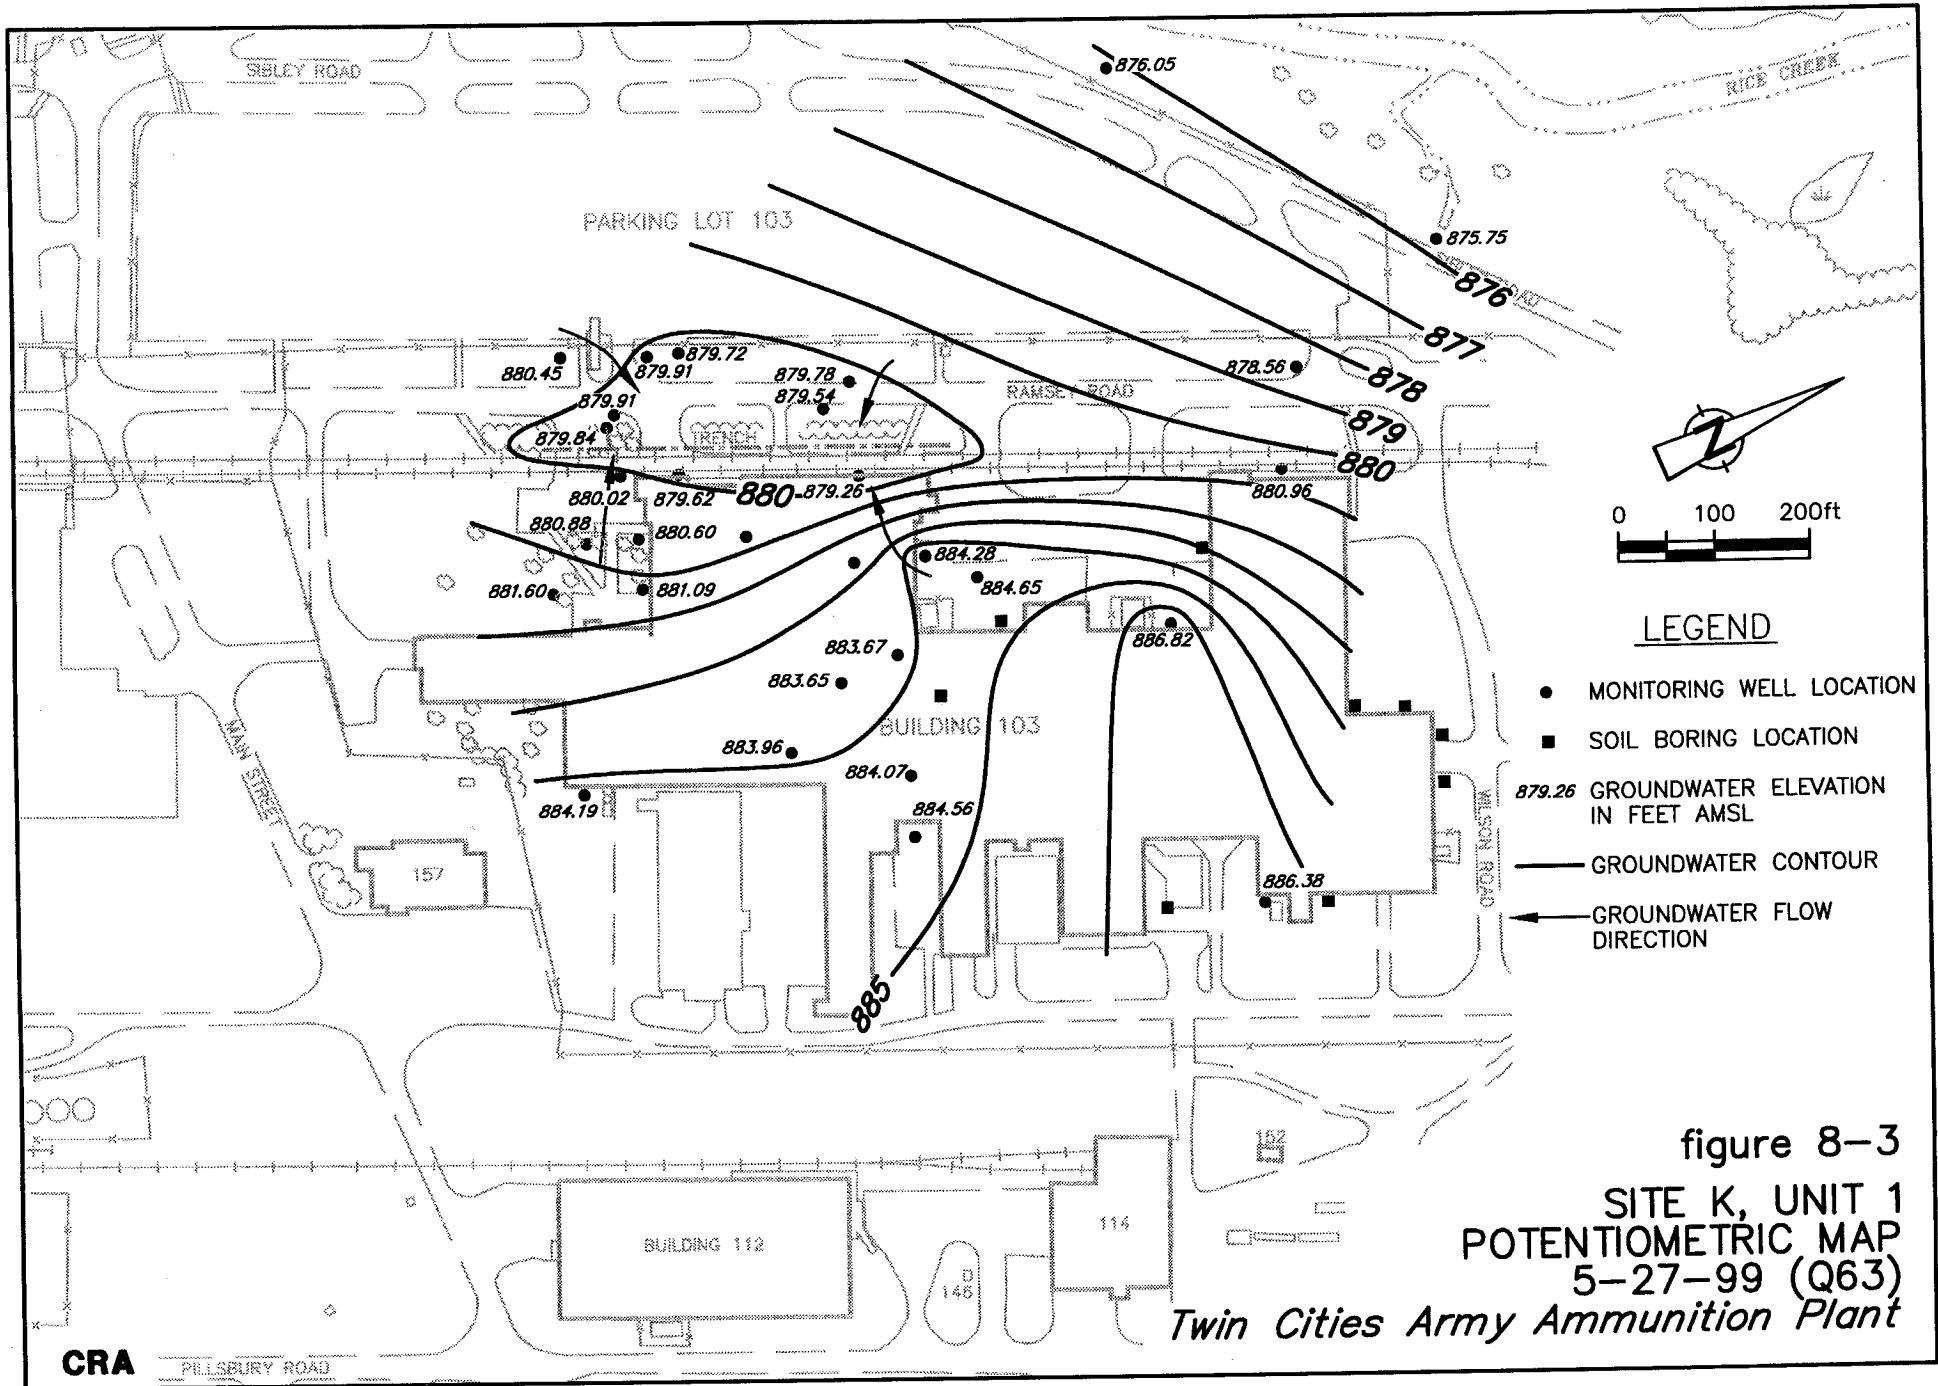 SIBLEY ROAD
876.05
RICE CREEK
PARKING LOT 103
875.75
876
877
879.72
880.45
879.91
879.78
878.56
878
RAMSEY ROAD
879.54
879.91
879
879.84
TRENCH
880
880.02
879.62
880
879.26
880.96
N
0 100 200ft
880.88
880.60
884.28
884.65
881.60
881.09
886.82
LEGEND
883.67
883.65
MONITORING WELL LOCATION
BUILDING 103
SOIL BORING LOCATION
MAIN STREET
883.96
884.07
879.26 GROUNDWATER ELEVATION
IN FEET AMSL
884.19
884.56
WILSON ROAD
157
886.38
GROUNDWATER CONTOUR
GROUNDWATER FLOW
DIRECTION
885
152
figure 8-3
SITE K, UNIT 1
POTENTIOMETRIC MAP
5-27-99 (Q63)
Twin Cities Army Ammunition Plant
BUILDING 112
114
D
146
CRA
PILLSBURY ROAD